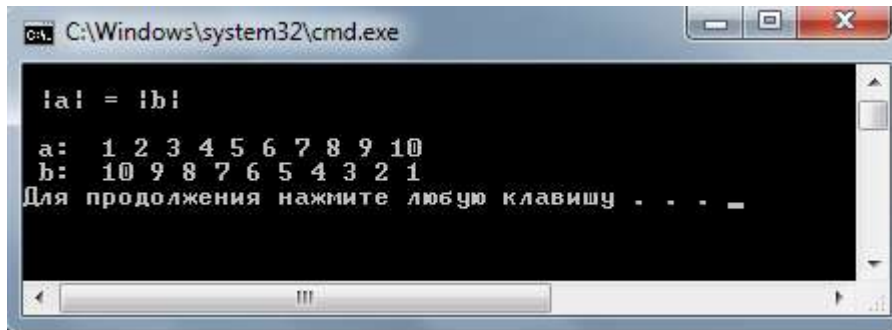 C:\Windows\system32\cmd.exe
|a| = |b|
a: 1 2 3 4 5 6 7 8 9 10
b: 10 9 8 7 6 5 4 3 2 1
Для продолжения нажмите любую клавишу . . . _